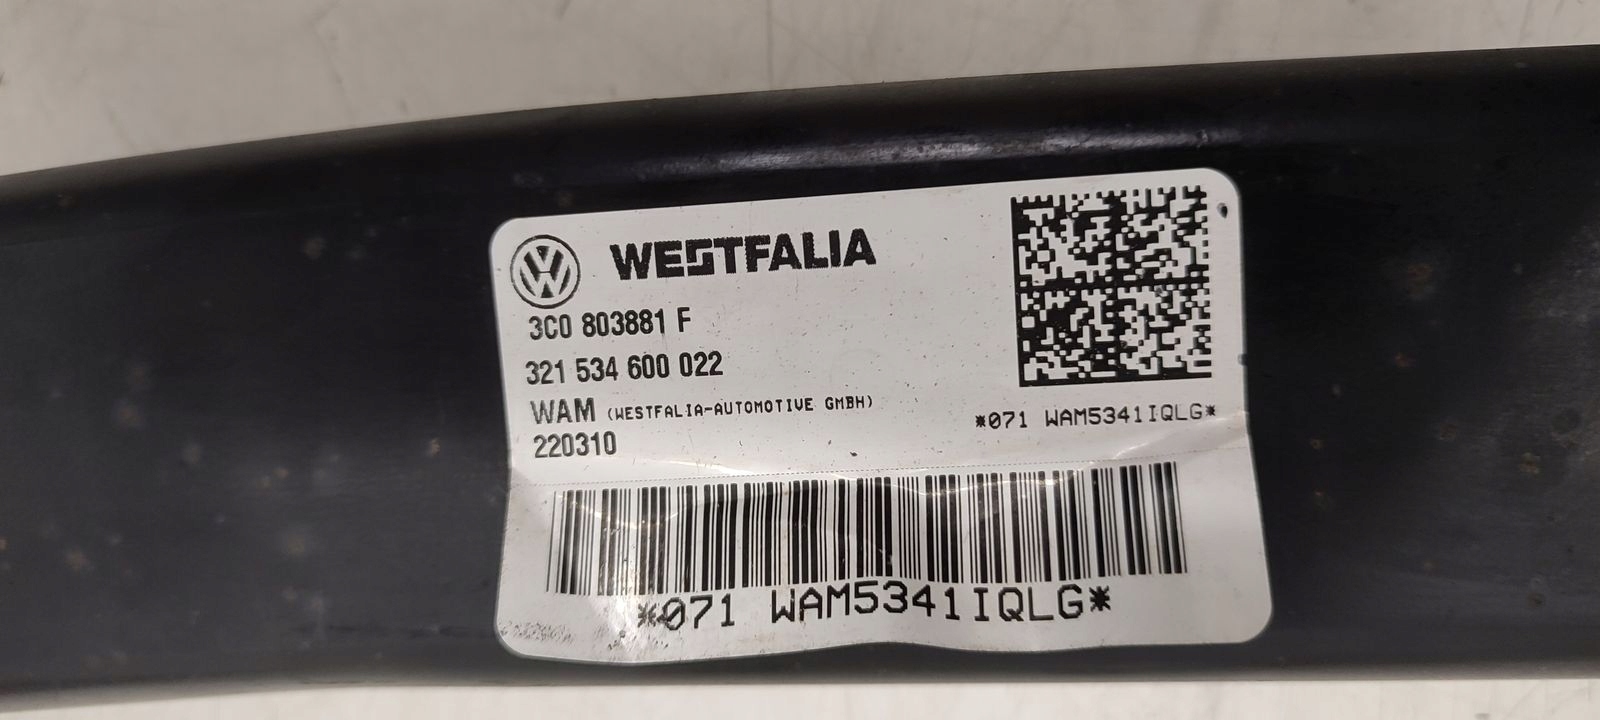 WESTFALIA
3C0 803881 F
321 534 600 022
WAM (WESTFALIA-AUTOMOTIVE GMBH)
220310
*071 WAM5341IQLG*
*071 WAM5341IQLG*